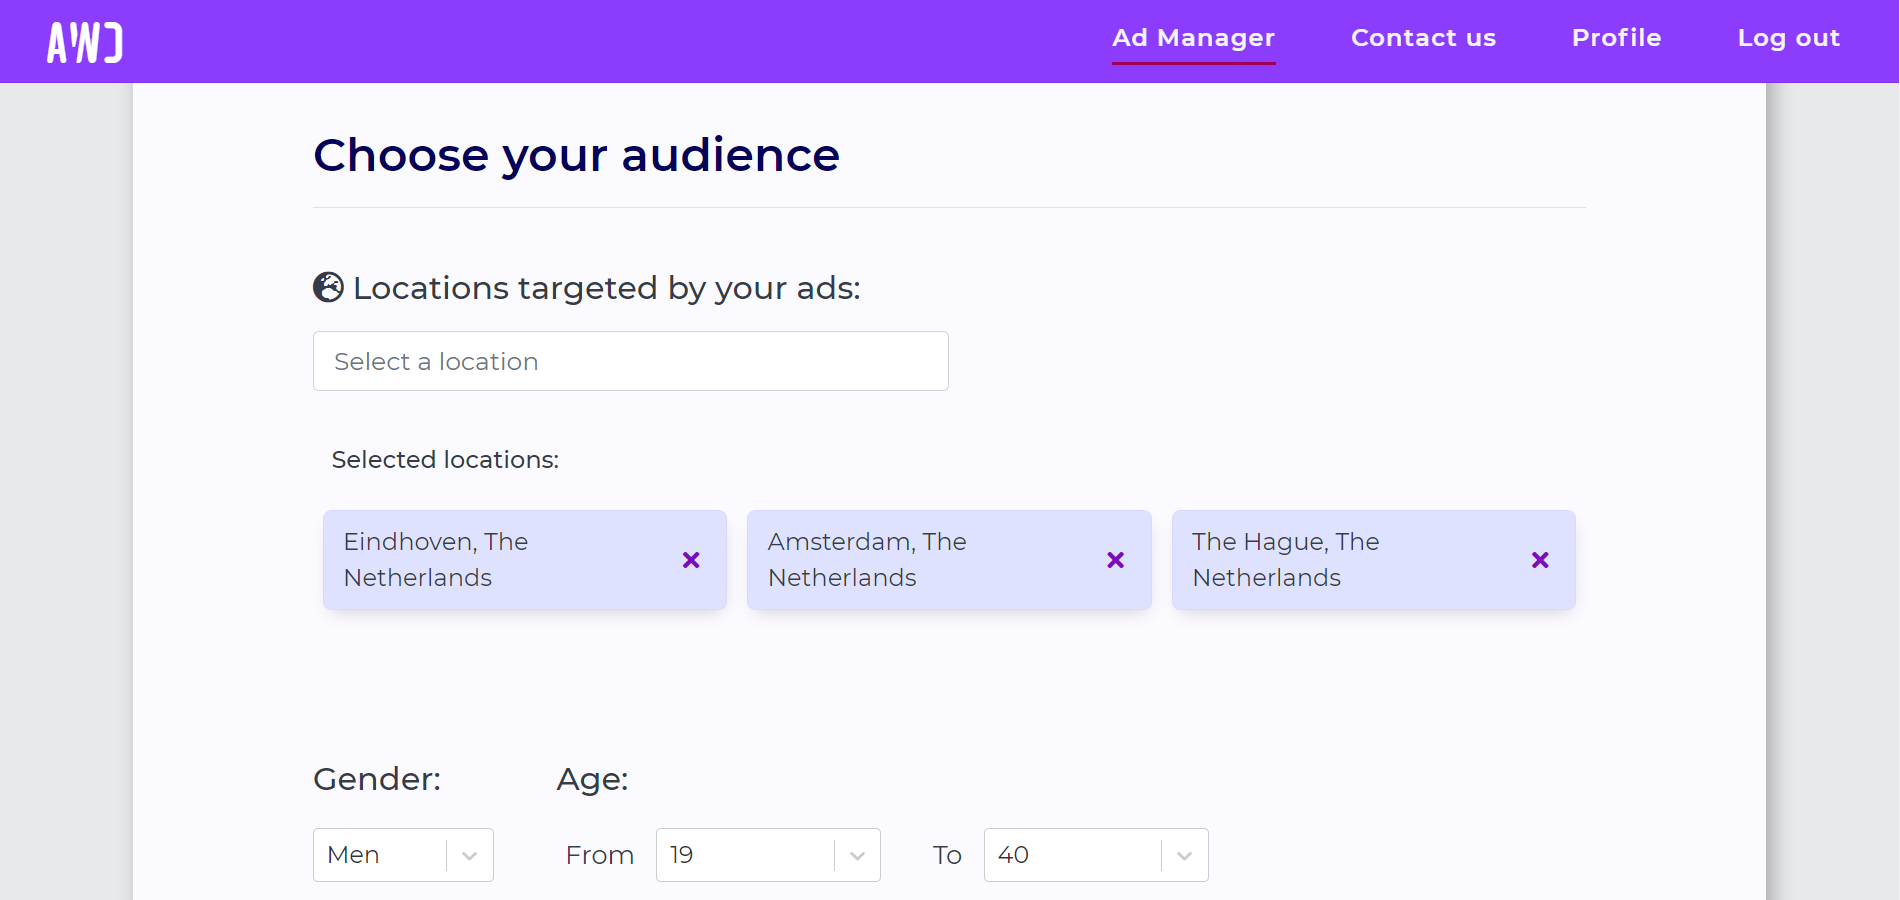 AWD
Ad Manager
Contact us
Profile
Log out
Choose your audience
Locations targeted by your ads:
Select a location
Selected locations:
Eindhoven, The
Netherlands
Amsterdam, The
Netherlands
The Hague, The
Netherlands
Gender:
Age:
Men
From
19
To
40